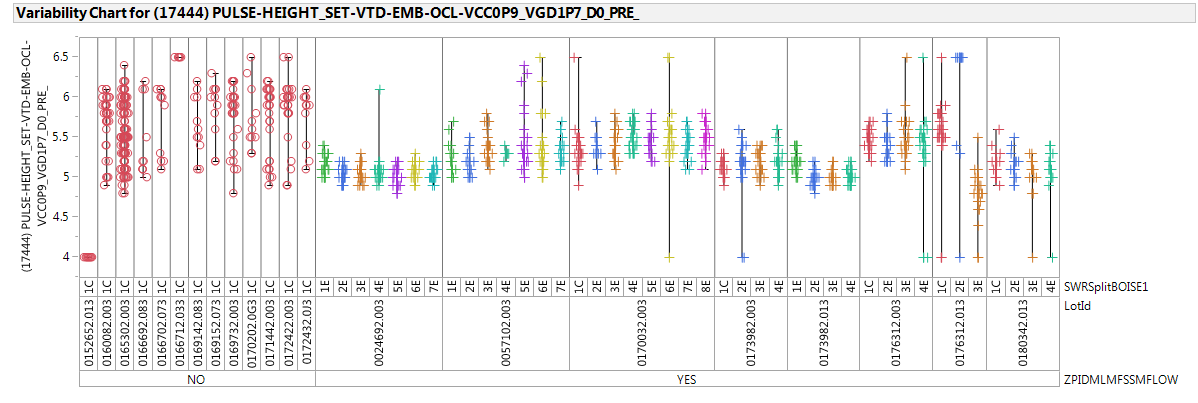 Variability Chart for (17444) PULSE-HEIGHT_SET-VTD-EMB-OCL-VCC0P9_VGD1P7_D0_PRE_
(17444) PULSE-HEIGHT_SET-VTD-EMB-OCL-
VCC0P9_VGD1P7_D0_PRE_
6.5
6
5.5
5
4.5
4
1C 1C 1C 1C 1C 1C 1C 1C 1C 1C 1C 1C 1C 1E 2E 3E 4E 5E 6E 7E 1E 2E 3E 4E 5E 6E 7E 1C 2E 3E 4E 5E 6E 7E 8E 1C 2E 3E 4E 1E 2E 3E 4E 1C 2E 3E 4E 1C 2E 3E 1C 2E 3E 4E SWRSplitBOISE1
0152652.013 0160082.003 0165302.003 0166692.083 0166702.073 0166712.033 0169142.083 0169152.073 0169732.003 0170202.0G3 0171442.003 0172422.003 0172432.0J3 0024692.003 0057102.003 0170032.003 0173982.003 0173982.013 0176312.003 0176312.013 0180342.013 LotId
NO YES ZPIDMLMFSSMFLOW